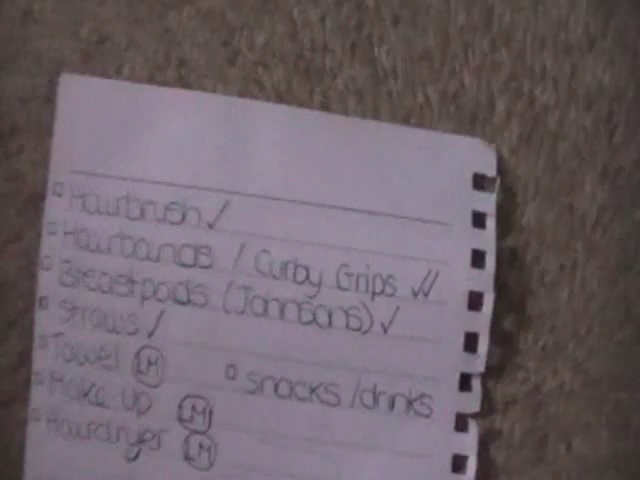 Hairbrush ✓
Hairbands / Curby Grips ✓✓
Breastpads (Johnsons) ✓
Straws /
Towel LM
snacks / drinks
Make up LM
Hairdryer LM